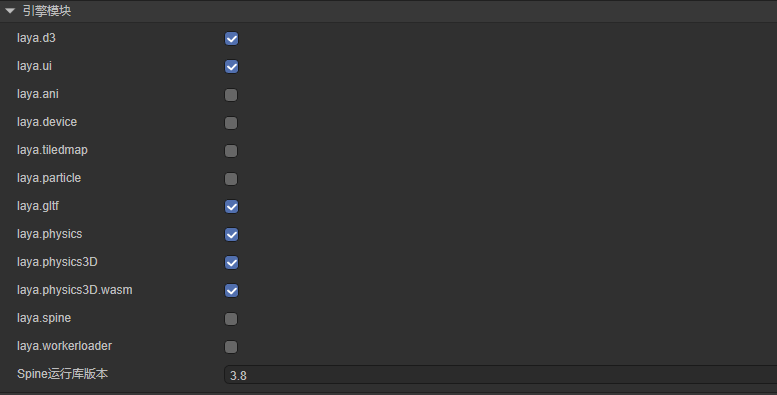 引擎模块
laya.d3
laya.ui
laya.ani
laya.device
laya.tiledmap
laya.particle
laya.gltf
laya.physics
laya.physics3D
laya.physics3D.wasm
laya.spine
laya.workerloader
Spine运行库版本 3.8